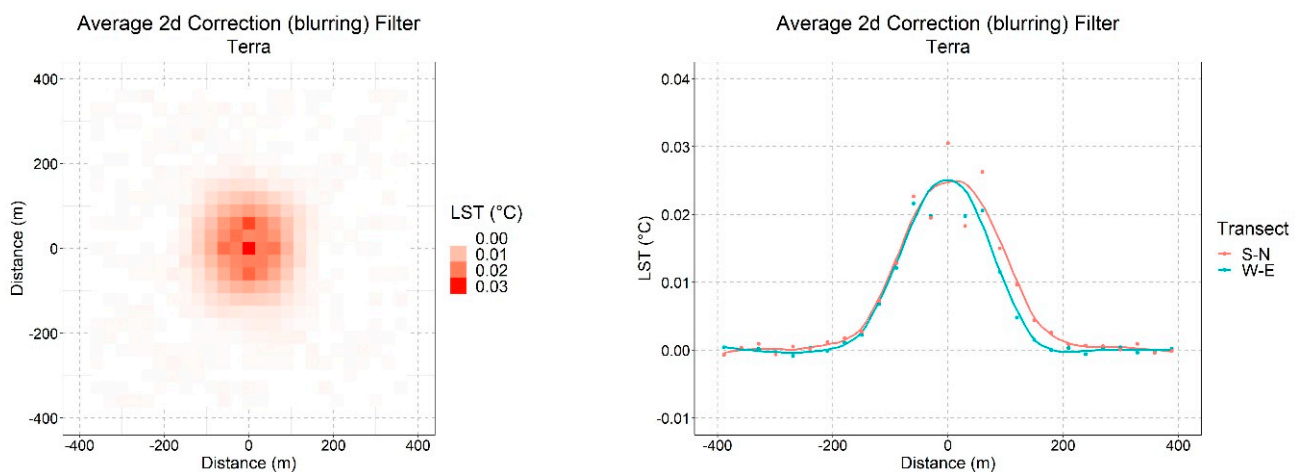 Average 2d Correction (blurring) Filter
Terra
400
200
0
-200
-400
Distance (m)
-400 -200 0 200 400
Distance (m)
LST (°C)
0.00
0.01
0.02
0.03
Average 2d Correction (blurring) Filter
Terra
0.04
0.03
0.02
0.01
0.00
-0.01
LST (°C)
-400 -200 0 200 400
Distance (m)
Transect
S-N
W-E